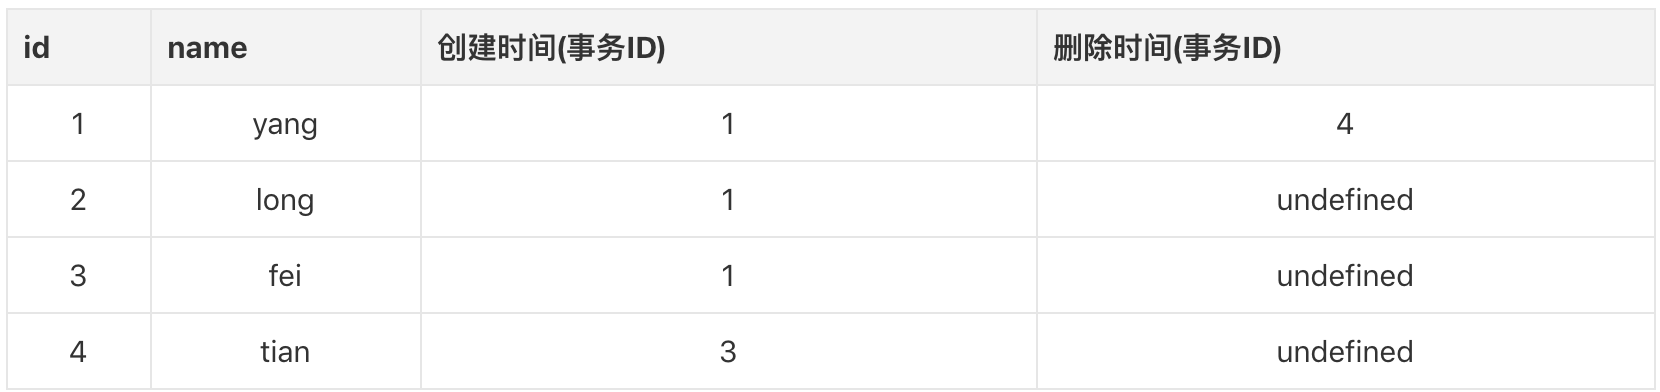 id name 创建时间(事务ID) 删除时间(事务ID)
1 yang 1 4
2 long 1 undefined
3 fei 1 undefined
4 tian 3 undefined